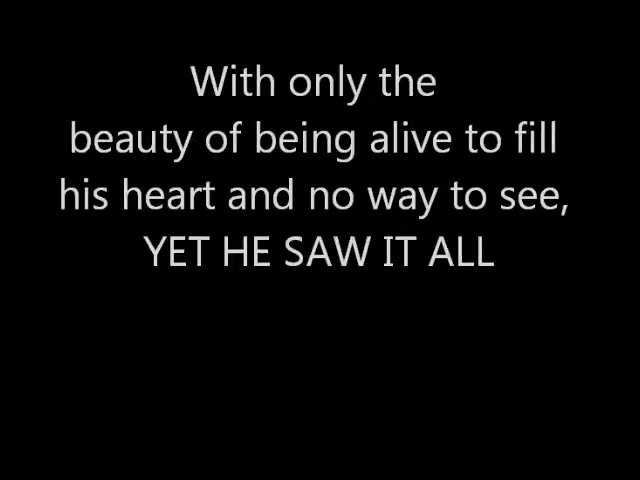 With only the
beauty of being alive to fill
his heart and no way to see,
YET HE SAW IT ALL